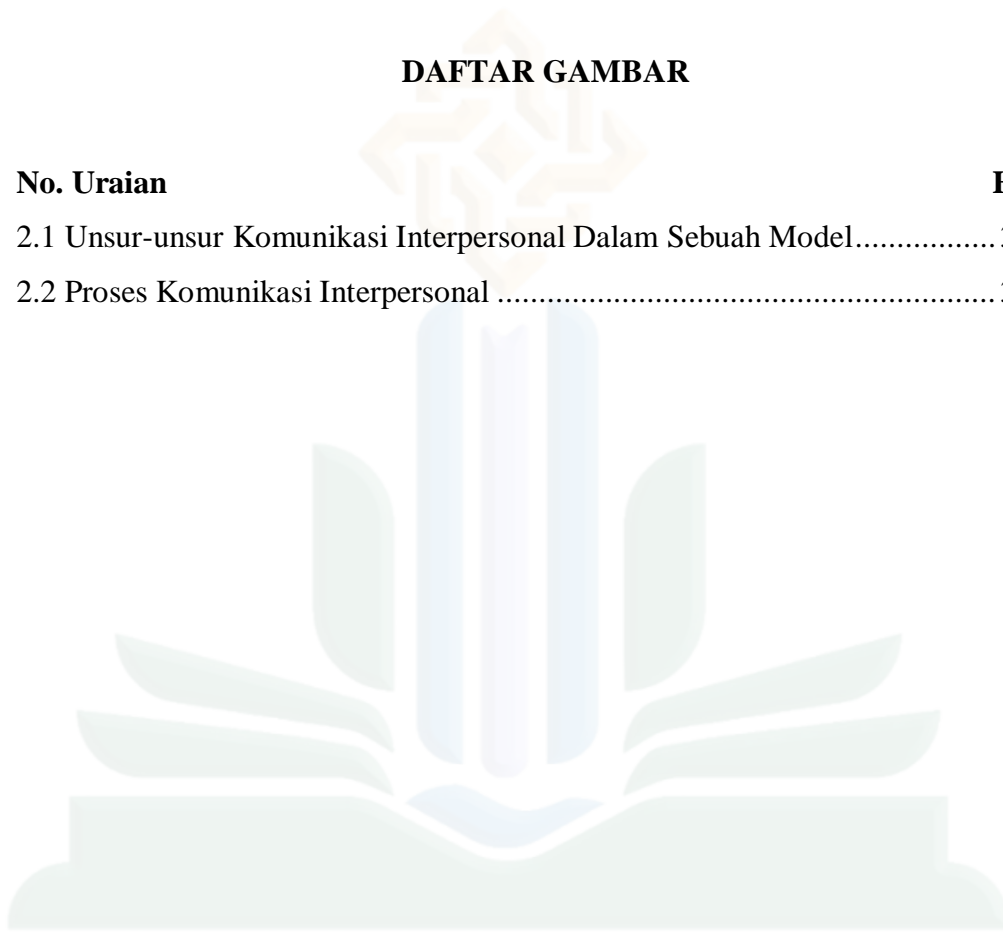 DAFTAR GAMBAR
No. Uraian
2.1 Unsur-unsur Komunikasi Interpersonal Dalam Sebuah Model.................
2.2 Proses Komunikasi Interpersonal ............................................................